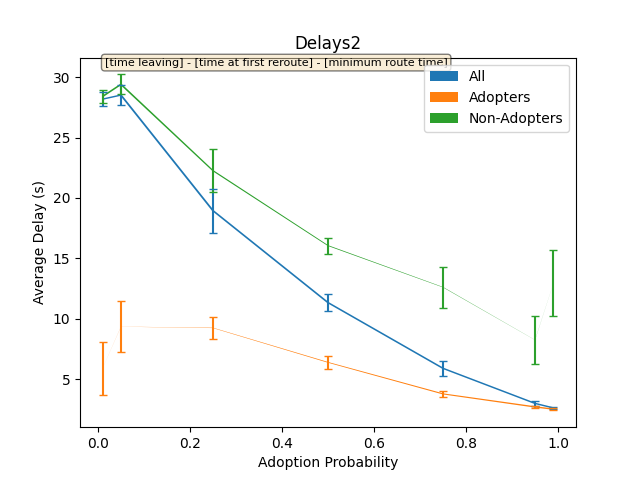 Delays2
[time leaving] - [time at first reroute] - [minimum route time]
All
Adopters
Non-Adopters
Average Delay (s)
30
25
20
15
10
5
0.0 0.2 0.4 0.6 0.8 1.0
Adoption Probability